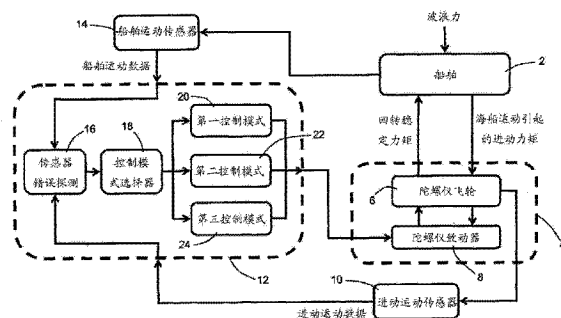 14
船舶运动传感器
波浪力
船舶运动数据
船舶
2
16
传感器
错误探测
18
控制模
式选择器
20
第一控制模式
22
第二控制模式
第三控制模式
24
12
回转稳
定力矩
海船运动引起
的进动力矩
6
陀螺仪飞轮
陀螺仪致动器
8
10
进动运动传感器
进动运动数据